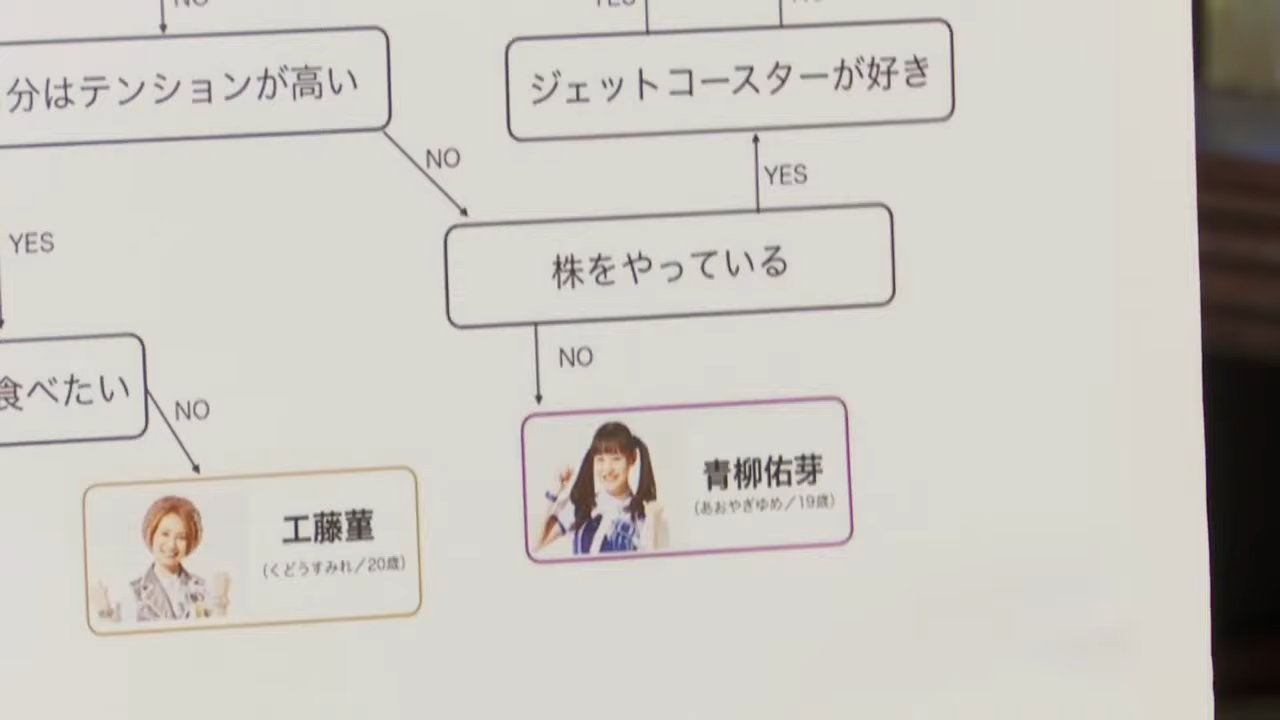 NO
YES
NO
分はテンションが高い
ジェットコースターが好き
NO
YES
YES
株をやっている
NO
食べたい
NO
青柳佑芽
(あおやぎゆめ／19歳)
工藤菫
(くどうすみれ／20歳)